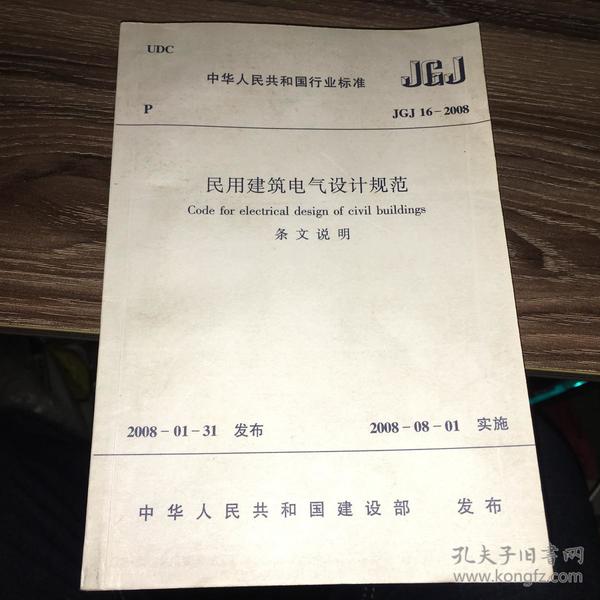 UDC
中华人民共和国行业标准 JGJ
P JGJ 16-2008
民用建筑电气设计规范
Code for electrical design of civil buildings
条文说明
2008-01-31 发布 2008-08-01 实施
中华人民共和国建设部 发布
孔夫子旧书网
www.kongfz.com